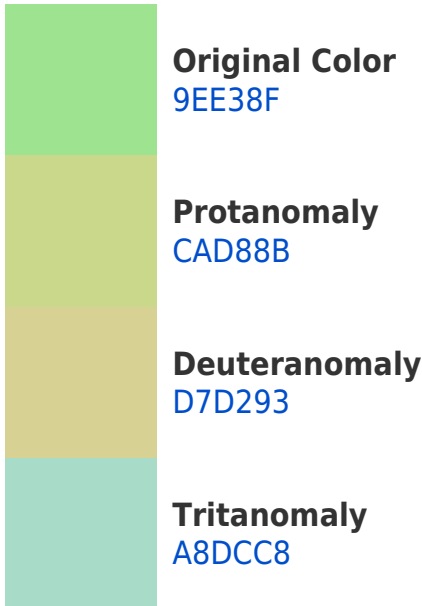 Original Color
9EE38F
Protanomaly
CAD88B
Deuteranomaly
D7D293
Tritanomaly
A8DCC8